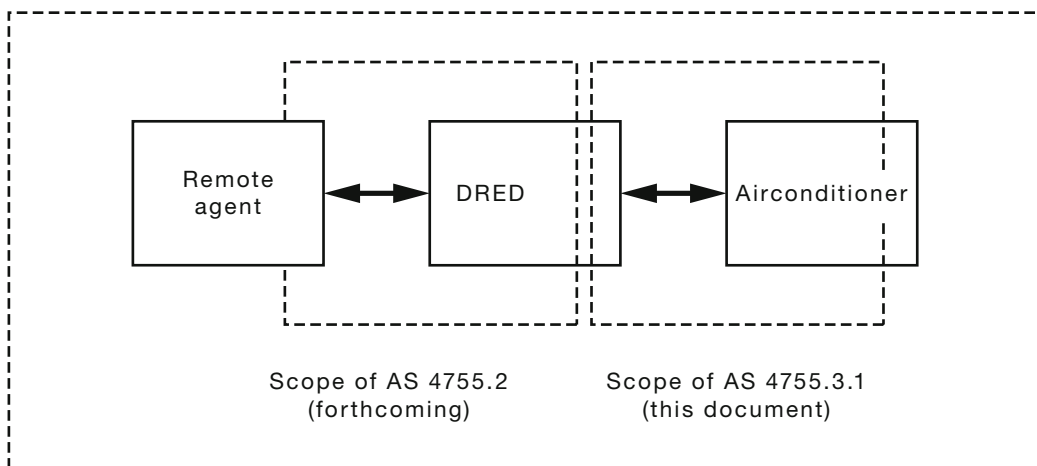 Remote
agent
DRED
Airconditioner
Scope of AS 4755.2
(forthcoming)
Scope of AS 4755.3.1
(this document)